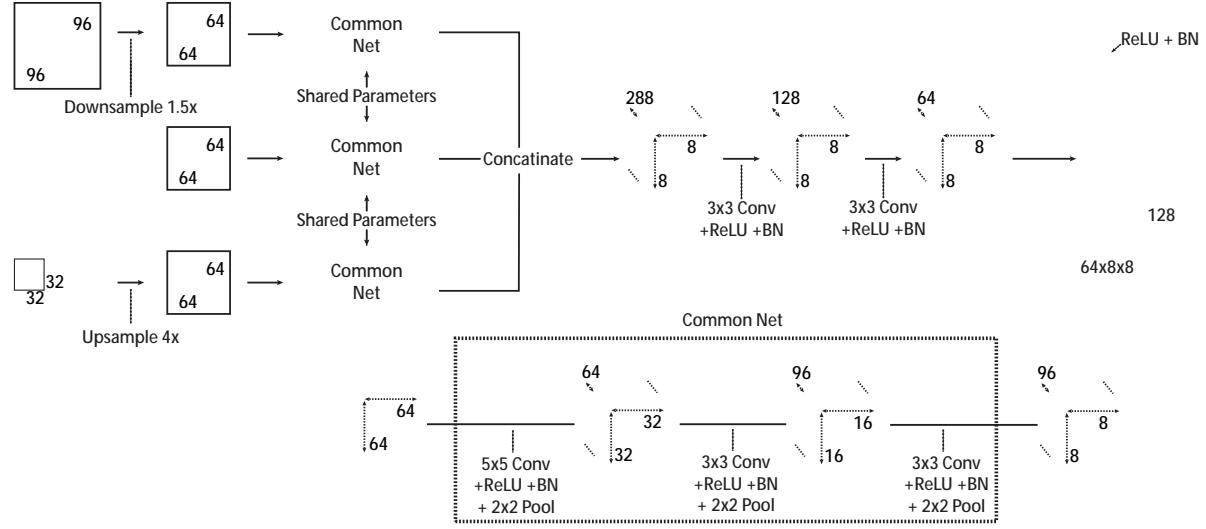 96
96
Downsample 1.5x
64
64
Common
Net
Shared Parameters
64
64
Common
Net
Shared Parameters
32
32
Upsample 4x
64
64
Common
Net
Concatinate
288
8
8
3x3 Conv
+ReLU +BN
128
8
8
3x3 Conv
+ReLU +BN
64
8
8
ReLU + BN
128
64x8x8
Common Net
64
64
5x5 Conv
+ReLU +BN
+ 2x2 Pool
64
32
32
3x3 Conv
+ReLU +BN
+ 2x2 Pool
96
16
16
3x3 Conv
+ReLU +BN
+ 2x2 Pool
96
8
8